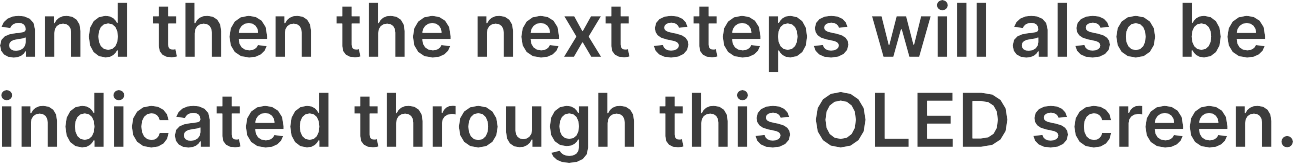 and then the next steps will also be
indicated through this OLED screen.